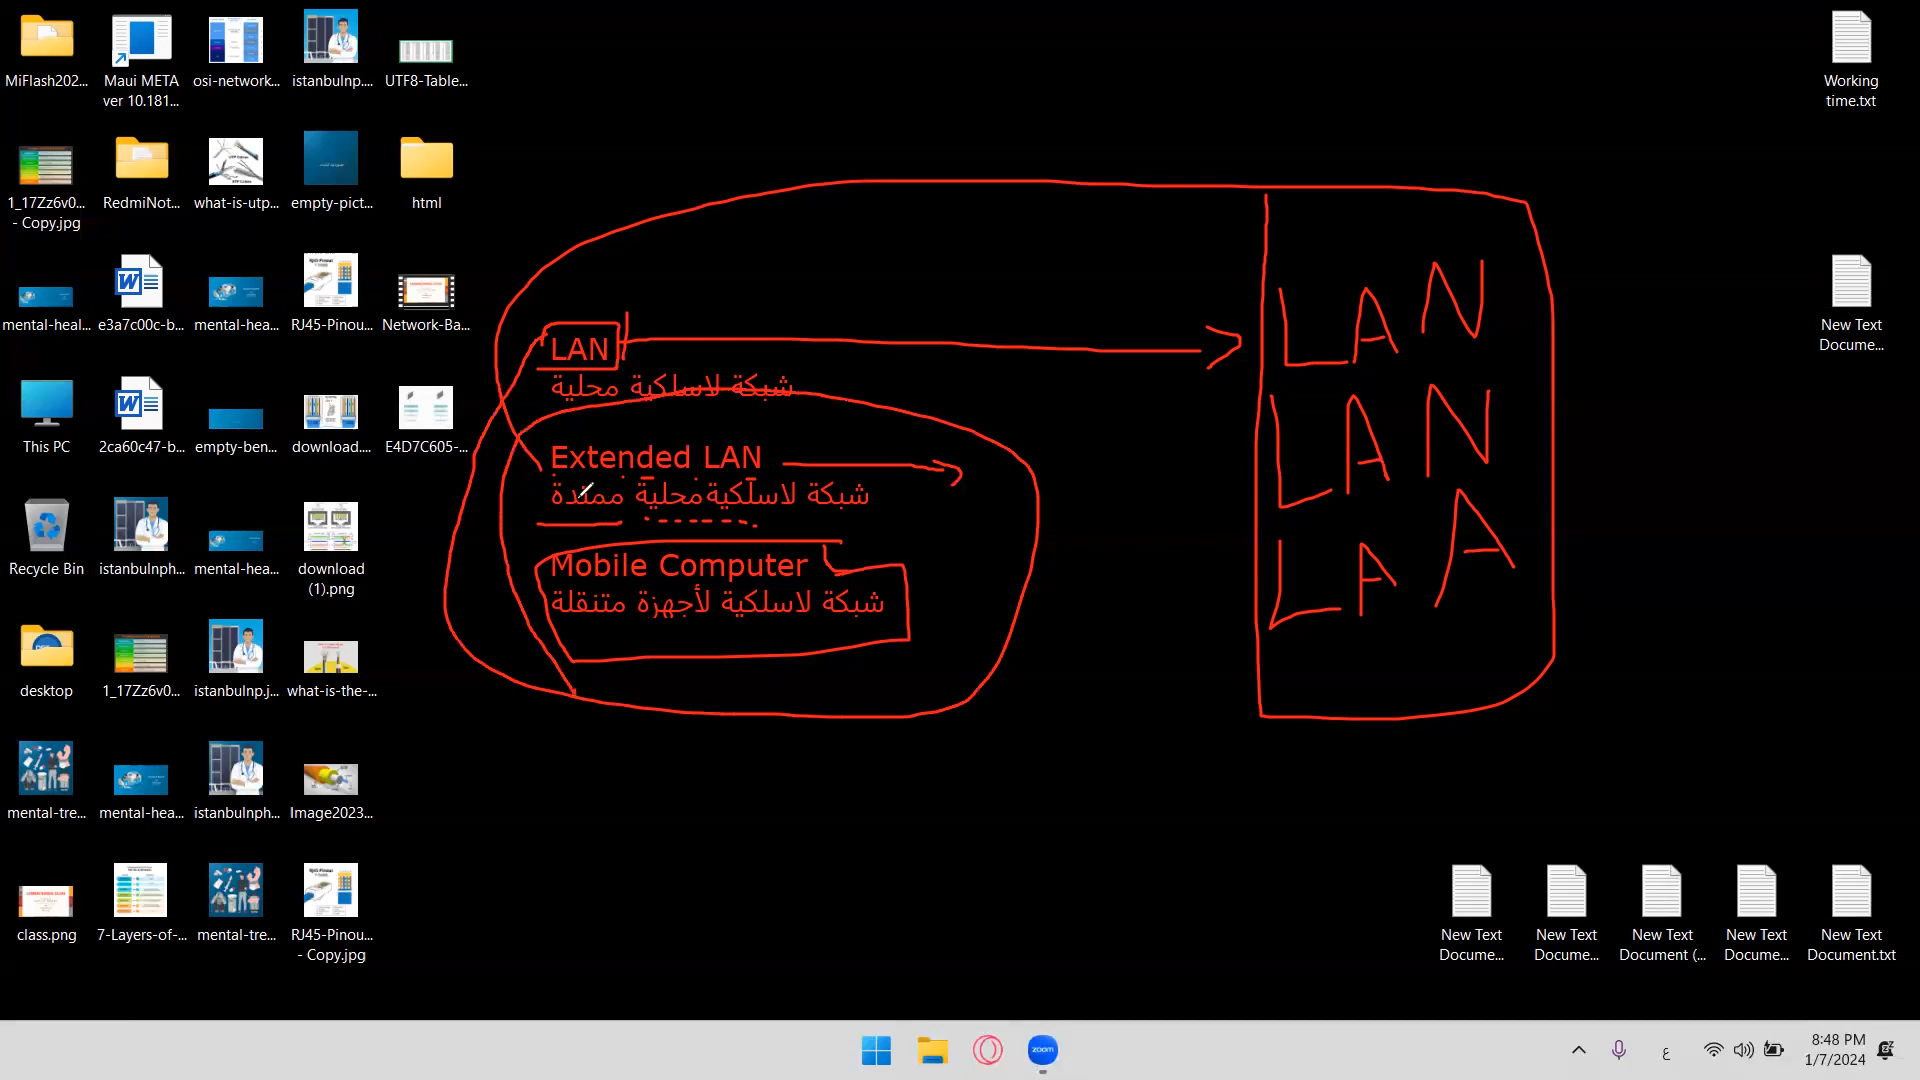 MiFlash202...
Maui META
ver 10.181...
osi-network...
istanbulnp....
UTF8-Table...
Working
time.txt
1_17Zz6v0...
- Copy.jpg
RedmiNot...
what-is-utp...
empty-pict...
html
mental-heal...
e3a7c00c-b...
mental-hea...
RJ45-Pinou...
Network-Ba...
New Text
Docume...
This PC
2ca60c47-b...
empty-ben...
download....
E4D7C605-...
Recycle Bin
istanbulnph...
mental-hea...
download
(1).png
desktop
1_17Zz6v0...
istanbulnp.j...
what-is-the-...
mental-tre...
mental-hea...
istanbulnph...
Image2023...
class.png
7-Layers-of-...
mental-tre...
RJ45-Pinou...
- Copy.jpg
LAN
شبكة لاسلكية محلية
Extended LAN
شبكة لاسلكية محلية ممتدة
Mobile Computer
شبكة لاسلكية لأجهزة متنقلة
LAN
LAN
LAA
New Text
Docume...
New Text
Docume...
New Text
Document (...
New Text
Docume...
New Text
Document.txt
zoom
ع
8:48 PM
1/7/2024